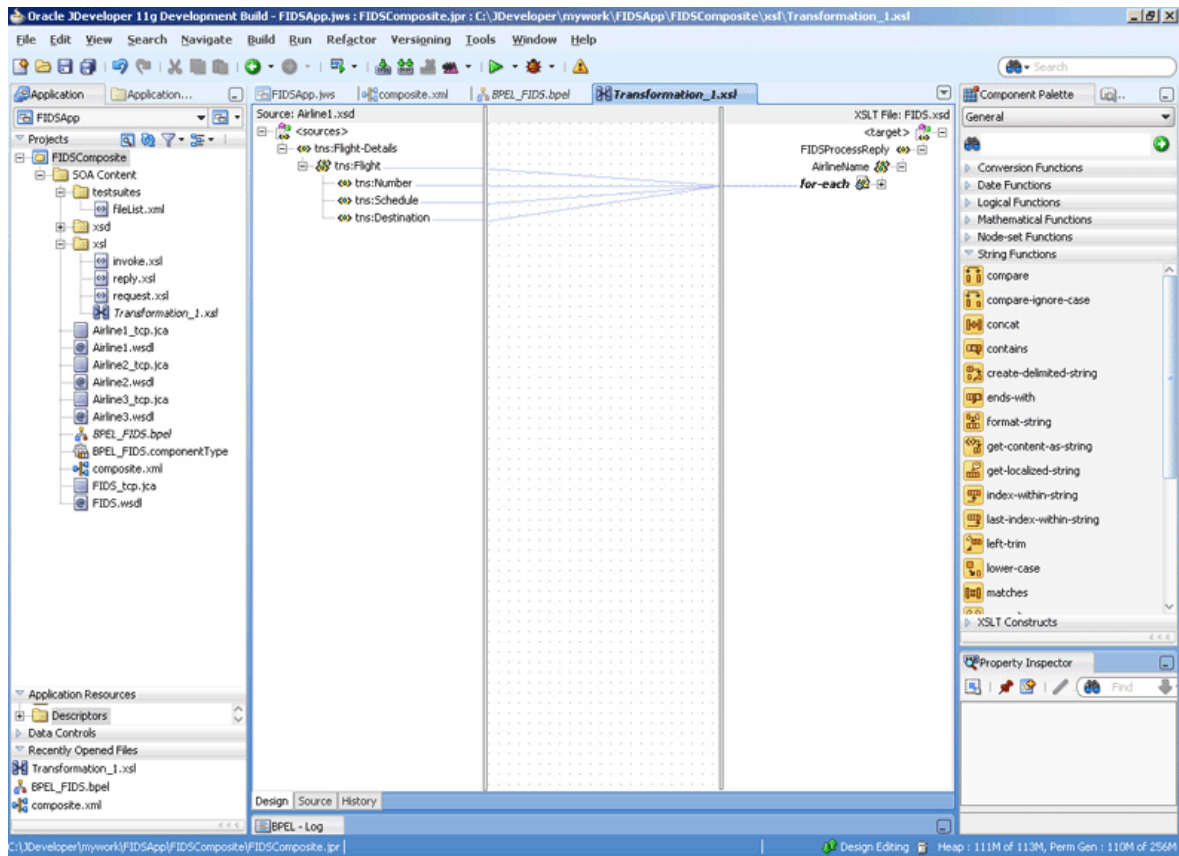 Oracle JDeveloper 11g Development Build - FIDSApp.jws : FIDSComposite.jpr : C:\JDeveloper\mywork\FIDSApp\FIDSComposite\xsl\Transformation_1.xsl
File Edit View Search Navigate Build Run Refactor Versioning Tools Window Help
Search
Application
Application...
FIDSApp.jws
composite.xml
BPEL_FIDS.bpel
Transformation_1.xsl
Component Palette
FIDSApp
Projects
FIDSComposite
SOA Content
testsuites
fileList.xml
xsd
xsl
invoke.xsl
reply.xsl
request.xsl
Transformation_1.xsl
Airline1_tcp.jca
Airline1.wsdl
Airline2_tcp.jca
Airline2.wsdl
Airline3_tcp.jca
Airline3.wsdl
BPEL_FIDS.bpel
BPEL_FIDS.componentType
composite.xml
FIDS_tcp.jca
FIDS.wsdl
Application Resources
Descriptors
Data Controls
Recently Opened Files
Transformation_1.xsl
BPEL_FIDS.bpel
composite.xml
Source: Airline1.xsd
<sources>
tns:Flight-Details
tns:Flight
tns:Number
tns:Schedule
tns:Destination
XSLT File: FIDS.xsd
<target>
FIDSProcessReply
AirlineName
for-each
Design Source History
BPEL - Log
General
Conversion Functions
Date Functions
Logical Functions
Mathematical Functions
Node-set Functions
String Functions
compare
compare-ignore-case
concat
contains
create-delimited-string
ends-with
format-string
get-content-as-string
get-localized-string
index-within-string
last-index-within-string
left-trim
lower-case
matches
XSLT Constructs
Property Inspector
Find
C:\JDeveloper\mywork\FIDSApp\FIDSComposite\FIDSComposite.jpr
Design Editing
Heap : 111M of 113M, Perm Gen : 110M of 256M